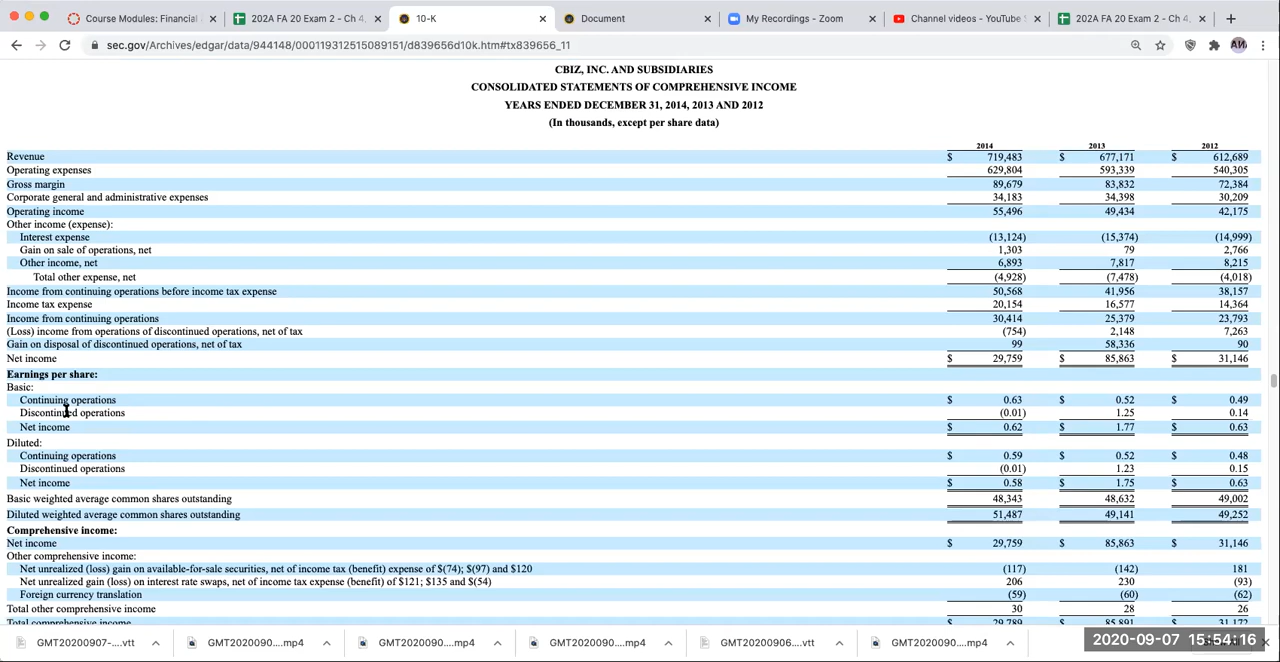 Course Modules: Financial
202A FA 20 Exam 2 - Ch 4,
10-K
Document
My Recordings - Zoom
Channel videos - YouTube
202A FA 20 Exam 2 - Ch 4,
sec.gov/Archives/edgar/data/944148/000119312515089151/d839656d10k.htm#tx839656_11
CBIZ, INC. AND SUBSIDIARIES
CONSOLIDATED STATEMENTS OF COMPREHENSIVE INCOME
YEARS ENDED DECEMBER 31, 2014, 2013 AND 2012
(In thousands, except per share data)
2014 2013 2012
Revenue $ 719,483 $ 677,171 $ 612,689
Operating expenses 629,804 593,339 540,305
Gross margin 89,679 83,832 72,384
Corporate general and administrative expenses 34,183 34,398 30,209
Operating income 55,496 49,434 42,175
Other income (expense):
Interest expense (13,124) (15,374) (14,999)
Gain on sale of operations, net 1,303 79 2,766
Other income, net 6,893 7,817 8,215
Total other expense, net (4,928) (7,478) (4,018)
Income from continuing operations before income tax expense 50,568 41,956 38,157
Income tax expense 20,154 16,577 14,364
Income from continuing operations 30,414 25,379 23,793
(Loss) income from operations of discontinued operations, net of tax (754) 2,148 7,263
Gain on disposal of discontinued operations, net of tax 99 58,336 90
Net income $ 29,759 $ 85,863 $ 31,146
Earnings per share:
Basic:
Continuing operations $ 0.63 $ 0.52 $ 0.49
Discontinued operations (0.01) 1.25 0.14
Net income $ 0.62 $ 1.77 $ 0.63
Diluted:
Continuing operations $ 0.59 $ 0.52 $ 0.48
Discontinued operations (0.01) 1.23 0.15
Net income $ 0.58 $ 1.75 $ 0.63
Basic weighted average common shares outstanding 48,343 48,632 49,002
Diluted weighted average common shares outstanding 51,487 49,141 49,252
Comprehensive income:
Net income $ 29,759 $ 85,863 $ 31,146
Other comprehensive income:
Net unrealized (loss) gain on available-for-sale securities, net of income tax (benefit) expense of $(74); $(97) and $120 (117) (142) 181
Net unrealized gain (loss) on interest rate swaps, net of income tax expense (benefit) of $121; $135 and $(54) 206 230 (93)
Foreign currency translation (59) (60) (62)
Total other comprehensive income 30 28 26
Total comprehensive income 29,789 85,891 31,172
GMT20200907-....vtt
GMT2020090....mp4
GMT2020090....mp4
GMT2020090....mp4
GMT20200906....vtt
GMT2020090....mp4
2020-09-07 15:54:16